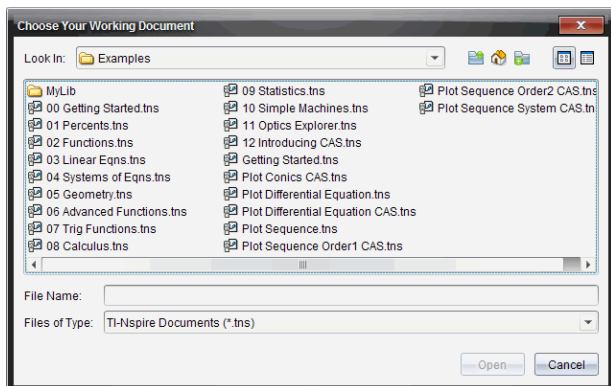 Choose Your Working Document
Look In: Examples
MyLib
00 Getting Started.tns
01 Percents.tns
02 Functions.tns
03 Linear Eqns.tns
04 Systems of Eqns.tns
05 Geometry.tns
06 Advanced Functions.tns
07 Trig Functions.tns
08 Calculus.tns
09 Statistics.tns
10 Simple Machines.tns
11 Optics Explorer.tns
12 Introducing CAS.tns
Getting Started.tns
Plot Conics CAS.tns
Plot Differential Equation.tns
Plot Differential Equation CAS.tns
Plot Sequence.tns
Plot Sequence Order1 CAS.tns
Plot Sequence Order2 CAS.tns
Plot Sequence System CAS.tn
File Name:
Files of Type: TI-Nspire Documents (*.tns)
Open Cancel